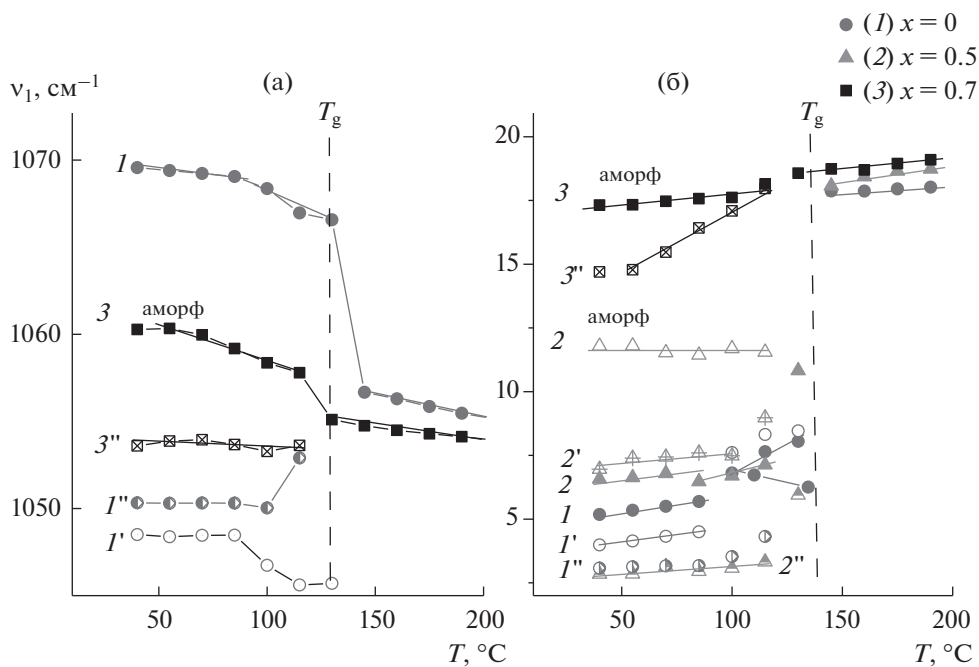 (1) x = 0
(2) x = 0.5
(3) x = 0.7
ν₁, см⁻¹
(а)
(б)
Tg
Tg
1070
1060
1050
1
3
аморф
3"
1"
1'
50
100
150
200
T, °C
20
15
10
5
3
аморф
3"
аморф
2
2'
2
1
1'
1"
2"
50
100
150
200
T, °C